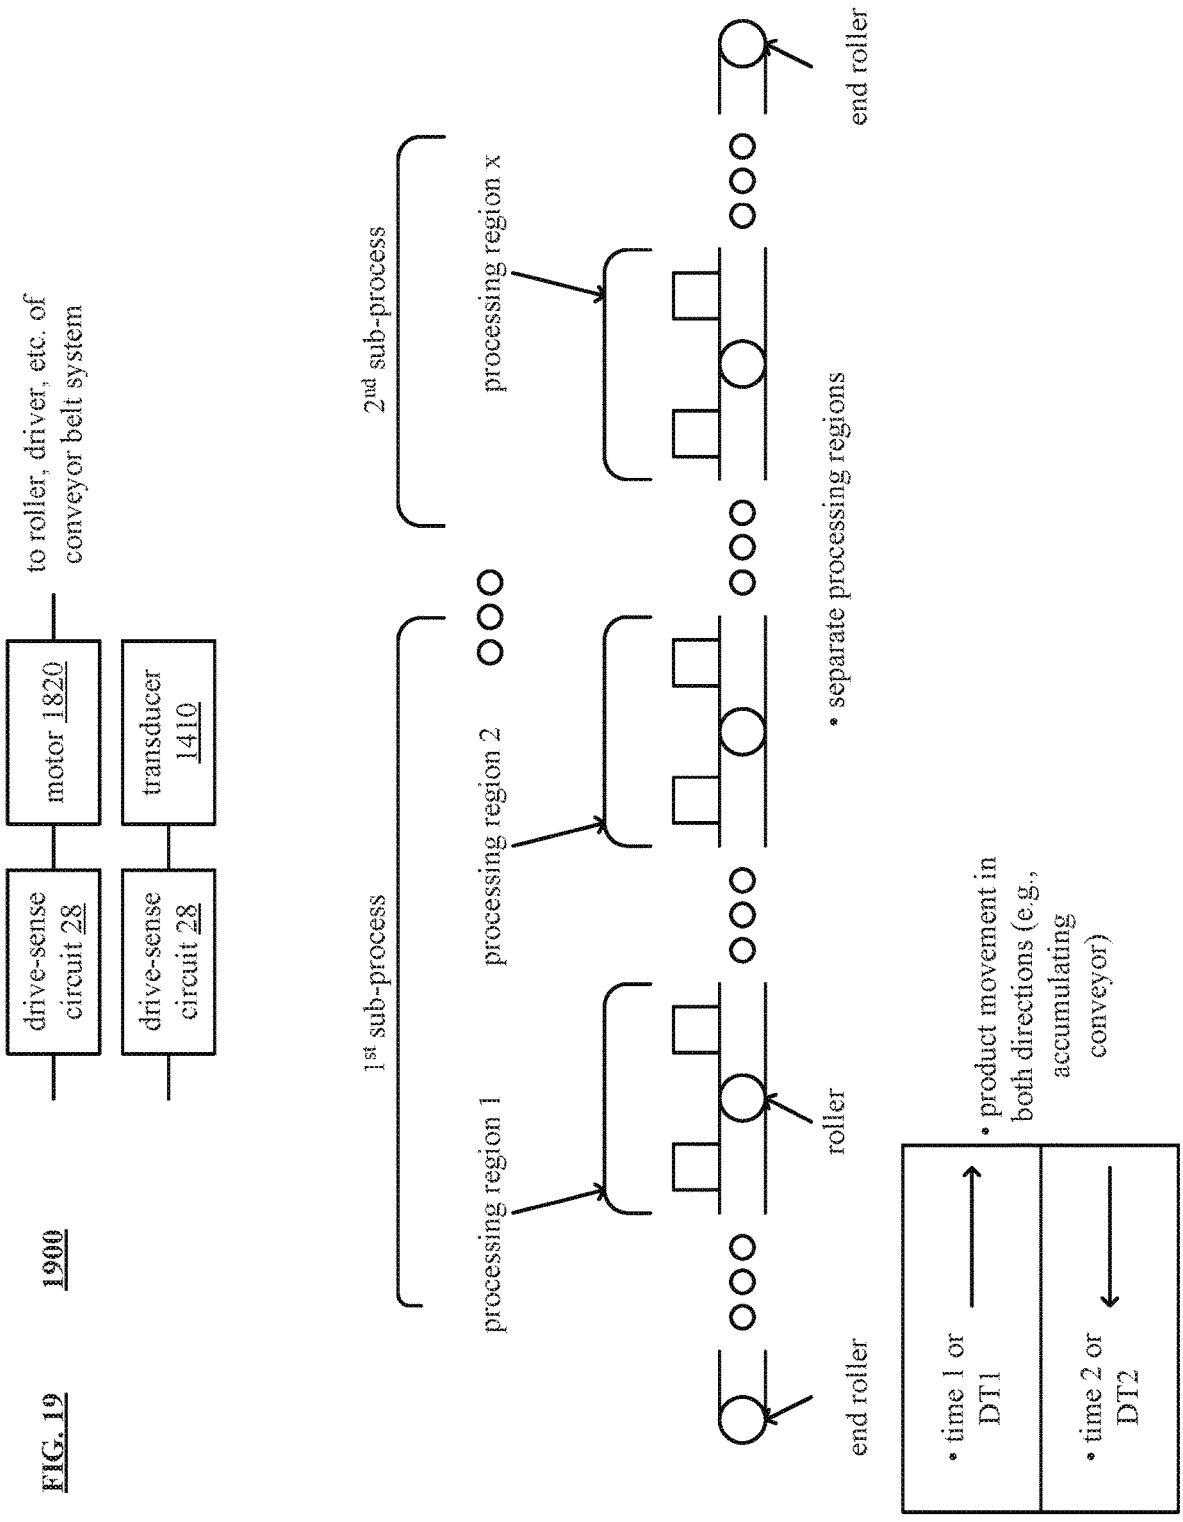 FIG. 19
1900
drive-sense
circuit 28
motor 1820
to roller, driver, etc. of
conveyor belt system
drive-sense
circuit 28
transducer
1410
1st sub-process
2nd sub-process
processing region 1
processing region 2
processing region x
end roller
roller
• separate processing regions
end roller
• time 1 or
DT1
• time 2 or
DT2
• product movement in
both directions (e.g.,
accumulating
conveyor)